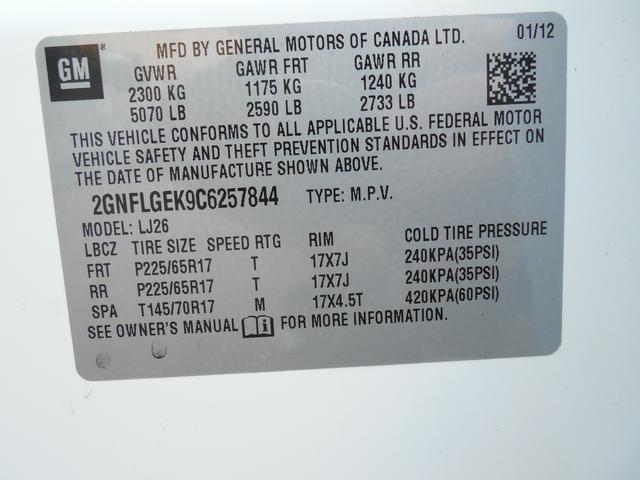 MFD BY GENERAL MOTORS OF CANADA LTD. 01/12
GM
GVWR GAWR FRT GAWR RR
2300 KG 1175 KG 1240 KG
5070 LB 2590 LB 2733 LB
THIS VEHICLE CONFORMS TO ALL APPLICABLE U.S. FEDERAL MOTOR
VEHICLE SAFETY AND THEFT PREVENTION STANDARDS IN EFFECT ON
THE DATE OF MANUFACTURE SHOWN ABOVE.
2GNFLGEK9C6257844 TYPE: M.P.V.
MODEL: LJ26
LBCZ TIRE SIZE SPEED RTG RIM COLD TIRE PRESSURE
FRT P225/65R17 T 17X7J 240KPA(35PSI)
RR P225/65R17 T 17X7J 240KPA(35PSI)
SPA T145/70R17 M 17X4.5T 420KPA(60PSI)
SEE OWNER'S MANUAL FOR MORE INFORMATION.